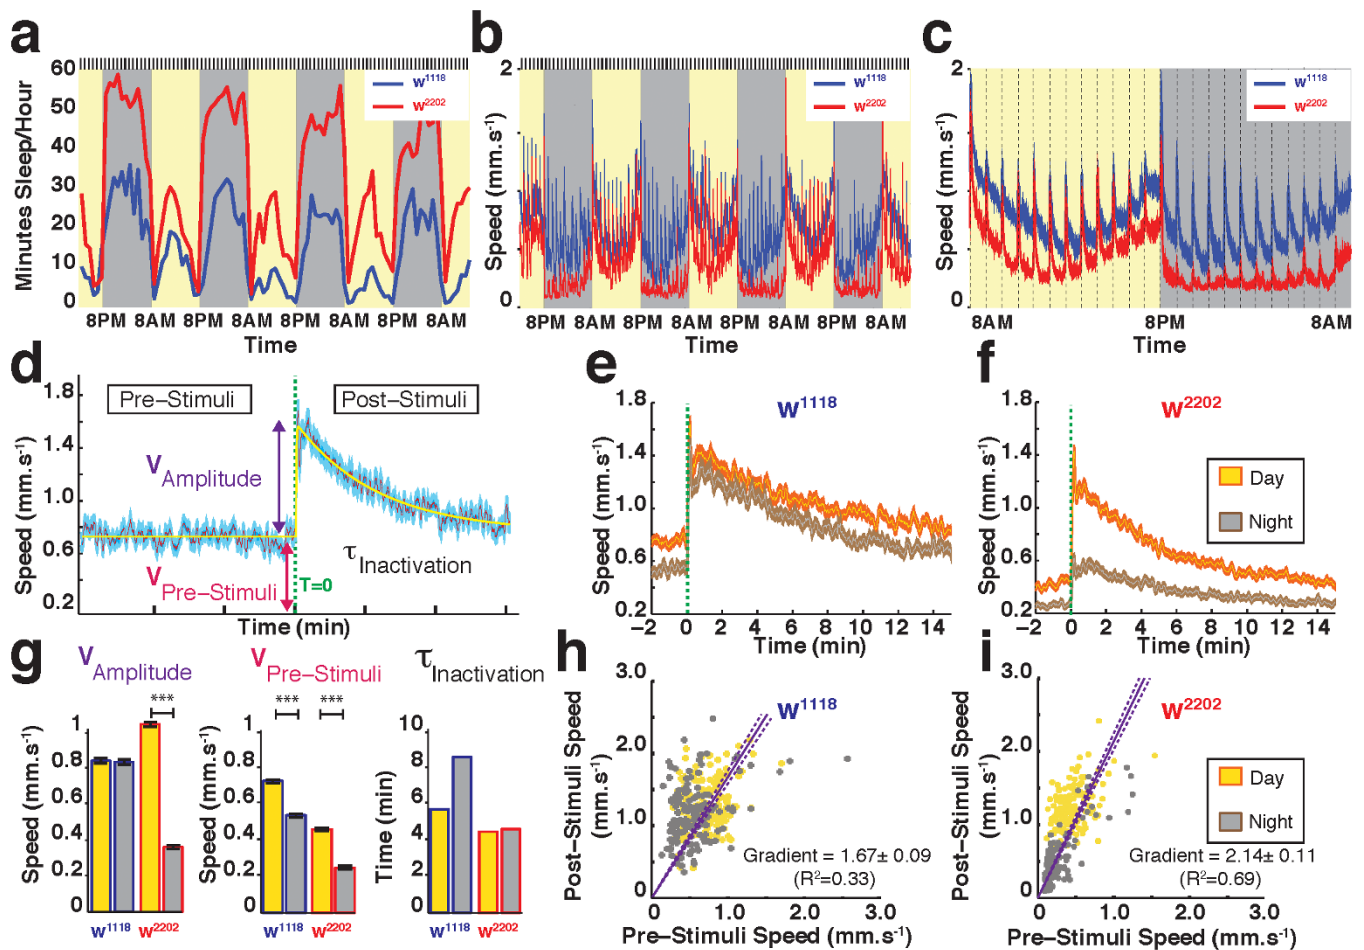 a
Minutes Sleep/Hour
60
50
40
30
20
10
0
w1118
w2202
8PM 8AM 8PM 8AM 8PM 8AM 8PM 8AM
Time
b
Speed (mm.s-1)
2
0
w1118
w2202
8PM 8AM 8PM 8AM 8PM 8AM 8PM 8AM
Time
c
Speed (mm.s-1)
2
0
w1118
w2202
8AM 8PM 8AM
Time
d
Speed (mm.s-1)
1.8
1.4
1.0
0.6
0.2
Pre–Stimuli
Post–Stimuli
VAmplitude
τInactivation
VPre–Stimuli
T=0
Time (min)
e
w1118
Speed (mm.s-1)
1.8
1.4
1.0
0.6
0.2
−2 0 2 4 6 8 10 12 14
Time (min)
f
w2202
Speed (mm.s-1)
1.8
1.4
1.0
0.6
0.2
Day
Night
−2 0 2 4 6 8 10 12 14
Time (min)
g
VAmplitude
***
Speed (mm.s-1)
1
0.8
0.6
0.4
0.2
0
w1118 w2202
VPre–Stimuli
*** ***
Speed (mm.s-1)
1
0.8
0.6
0.4
0.2
0
w1118 w2202
τInactivation
Time (min)
10
8
6
4
2
0
w1118 w2202
h
w1118
Post–Stimuli Speed
(mm.s-1)
3.0
2.0
1.0
0
Gradient = 1.67± 0.09
(R2=0.33)
0 1.0 2.0 3.0
Pre–Stimuli Speed (mm.s-1)
i
w2202
Post–Stimuli Speed
(mm.s-1)
3.0
2.0
1.0
0
Day
Night
Gradient = 2.14± 0.11
(R2=0.69)
0 1.0 2.0 3.0
Pre–Stimuli Speed (mm.s-1)